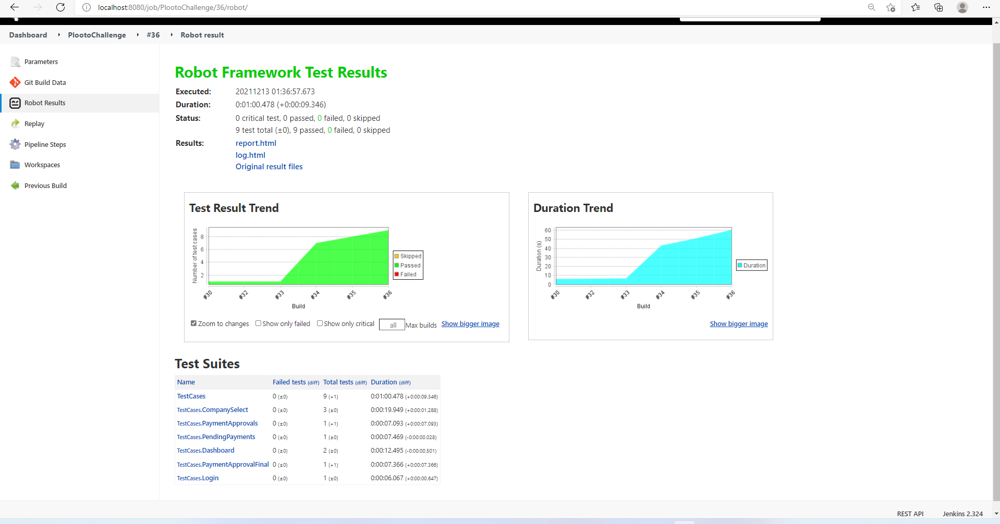 localhost:8080/job/PlootoChallenge/36/robot/
Dashboard PlootoChallenge #36 Robot result
Parameters
Git Build Data
Robot Results
Replay
Pipeline Steps
Workspaces
Previous Build
Robot Framework Test Results
Executed: 20211213 01:36:57.673
Duration: 0:01:00.478 (+0:00:09.346)
Status: 0 critical test, 0 passed, 0 failed, 0 skipped
9 test total (±0), 9 passed, 0 failed, 0 skipped
Results: report.html
log.html
Original result files
Test Result Trend
Number of test cases
8
6
4
2
#30 #32 #33 #34 #35 #36
Build
Skipped
Passed
Failed
Zoom to changes Show only failed Show only critical all Max builds Show bigger image
Duration Trend
Duration (s)
60
50
40
30
20
10
0
#30 #32 #33 #34 #35 #36
Build
Duration
Show bigger image
Test Suites
Name Failed tests (diff) Total tests (diff) Duration (diff)
TestCases 0 (±0) 9 (+1) 0:01:00.478 (+0:00:09.346)
TestCases.CompanySelect 0 (±0) 3 (±0) 0:00:19.949 (+0:00:01.288)
TestCases.PaymentApprovals 0 (±0) 1 (+1) 0:00:07.093 (+0:00:07.093)
TestCases.PendingPayments 0 (±0) 1 (±0) 0:00:07.469 (-0:00:00.028)
TestCases.Dashboard 0 (±0) 2 (±0) 0:00:12.495 (-0:00:00.501)
TestCases.PaymentApprovalFinal 0 (±0) 1 (+1) 0:00:07.366 (+0:00:07.366)
TestCases.Login 0 (±0) 1 (±0) 0:00:06.067 (+0:00:00.647)
REST API Jenkins 2.324